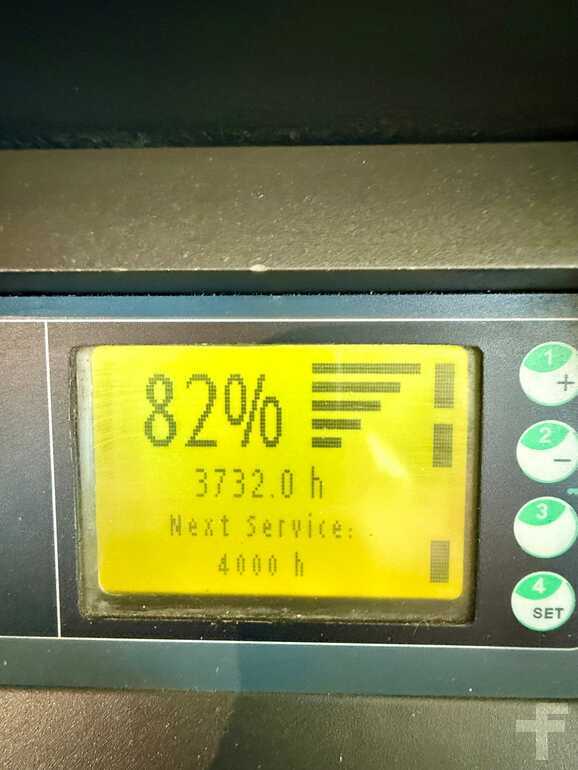 82%
3732.0 h
Next Service:
4000 h
1
+
2
−
3
4
SET